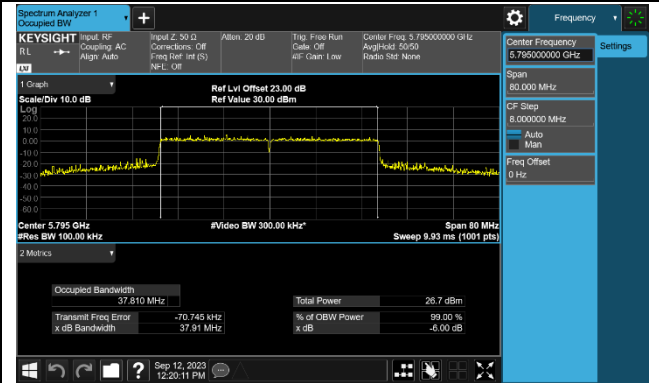 Spectrum Analyzer 1
Occupied BW
Frequency
KEYSIGHT
RL
LXI
Input: RF
Coupling: AC
Align: Auto
Input Z: 50 Ω
Corrections: Off
Freq Ref: Int (S)
NFE: Off
Atten: 20 dB
Trig: Free Run
Gate: Off
#IF Gain: Low
Center Freq: 5.795000000 GHz
Avg|Hold: 50/50
Radio Std: None
Center Frequency
5.795000000 GHz
Settings
Span
80.000 MHz
CF Step
8.000000 MHz
Auto
Man
Freq Offset
0 Hz
1 Graph
Scale/Div 10.0 dB
Ref Lvl Offset 23.00 dB
Ref Value 30.00 dBm
Log
20.0
10.0
0.00
-10.0
-20.0
-30.0
-40.0
-50.0
-60.0
Center 5.795 GHz
#Video BW 300.00 kHz*
Span 80 MHz
#Res BW 100.00 kHz
Sweep 9.93 ms (1001 pts)
2 Metrics
Occupied Bandwidth
37.810 MHz
Total Power
26.7 dBm
Transmit Freq Error
-70.745 kHz
% of OBW Power
99.00 %
x dB Bandwidth
37.91 MHz
x dB
-6.00 dB
?
Sep 12, 2023
12:20:11 PM